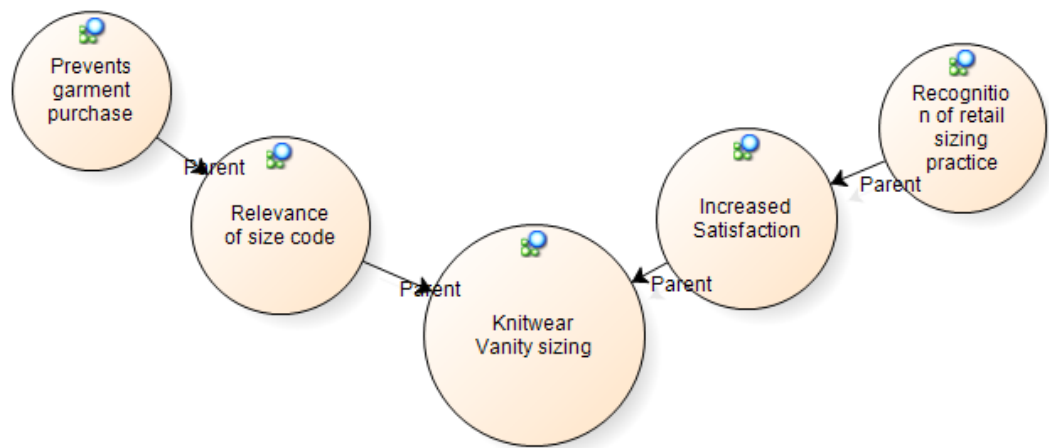 Prevents
garment
purchase
Parent
Relevance
of size code
Parent
Knitwear
Vanity sizing
Parent
Increased
Satisfaction
Parent
Recognitio
n of retail
sizing
practice